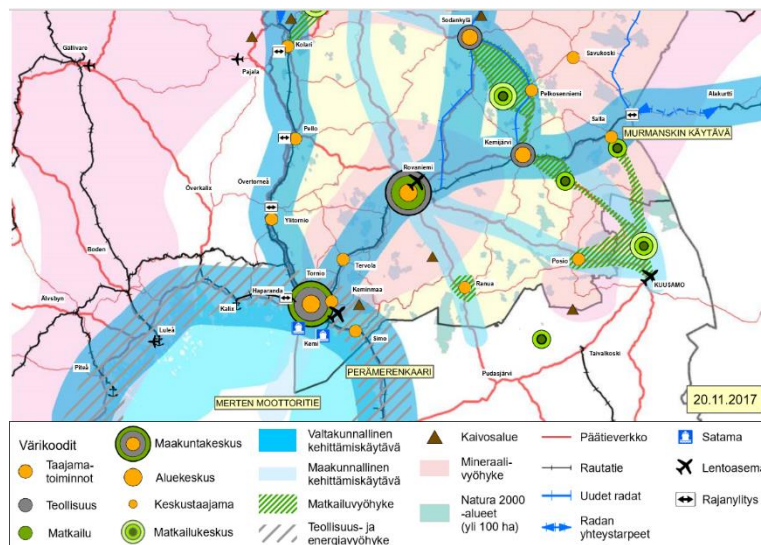 Sodankylä
Gällivare
Kolari
Savukoski
Pajala
Pelkosenniemi
Alakurtti
Pello
Salla
MURMANSKIN KÄYTÄVÄ
Kemijärvi
Rovaniemi
Överkalix
Övertorneå
Ylitornio
Boden
Tornio
Tervola
Posio
Haparanda
Keminmaa
Ranua
KUUSAMO
Älvsbyn
Kalix
Luleå
Kemi
Simo
Taivalkoski
Piteå
PERÄMERENKAARI
Pudasjärvi
MERTEN MOOTTORITIE
20.11.2017
Värikoodit
Taajama-
toiminnot
Teollisuus
Matkailu
Maakuntakeskus
Aluekeskus
Keskustaajama
Matkailukeskus
Valtakunnallinen
kehittämiskäytävä
Maakunnallinen
kehittämiskäytävä
Matkailuvyöhyke
Teollisuus- ja
energiavyöhyke
Kaivosalue
Mineraali-
vyöhyke
Natura 2000
-alueet
(yli 100 ha)
Päätieverkko
Rautatie
Uudet radat
Radan
yhteystarpeet
Satama
Lentoasema
Rajanylitys